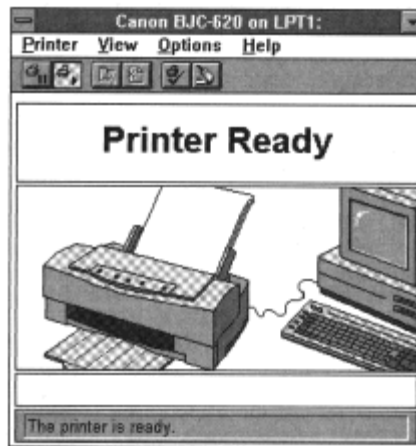 Canon BJC-620 on LPT1:
Printer View Options Help
Printer Ready
The printer is ready.